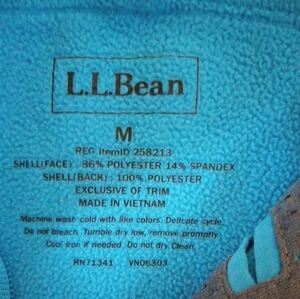 L.L.Bean
M
REG ItemID 258213
SHELL(FACE): 86% POLYESTER 14% SPANDEX
SHELL(BACK): 100% POLYESTER
EXCLUSIVE OF TRIM
MADE IN VIETNAM
Machine wash cold with like colors. Delicate cycle.
Do not bleach. Tumble dry low, remove promptly.
Cool iron if needed. Do not dry Clean.
RN71341 VN06303